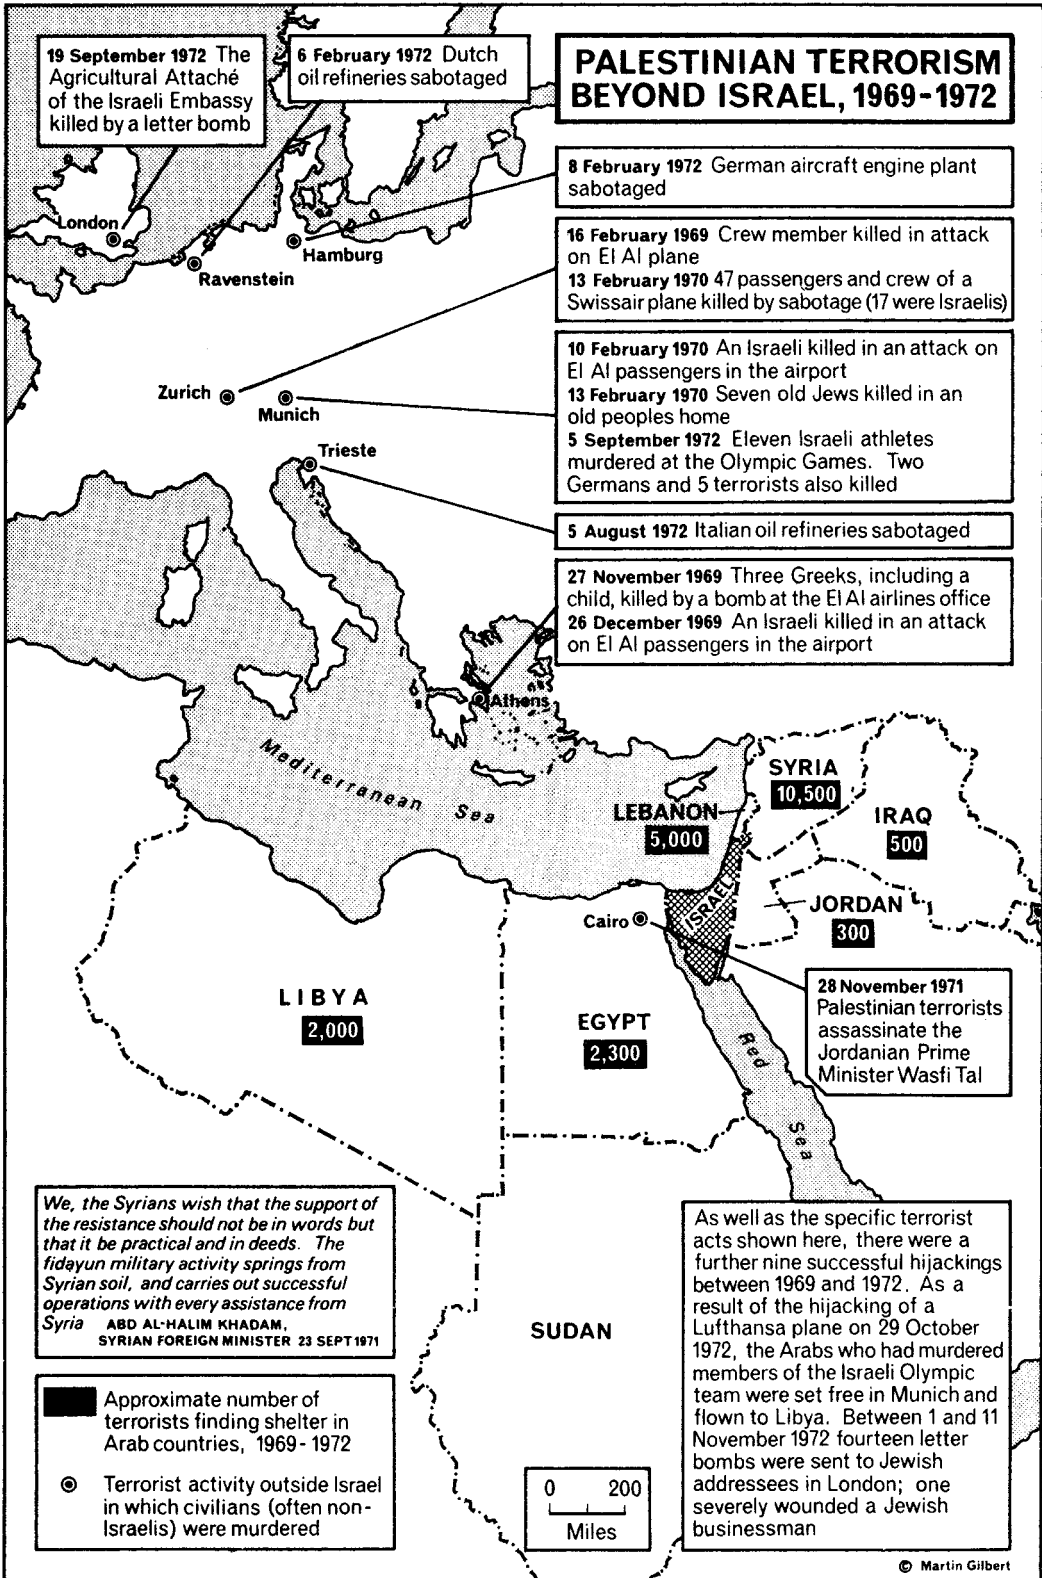 19 September 1972 The
Agricultural Attaché
of the Israeli Embassy
killed by a letter bomb
6 February 1972 Dutch
oil refineries sabotaged
PALESTINIAN TERRORISM
BEYOND ISRAEL, 1969-1972
8 February 1972 German aircraft engine plant
sabotaged
16 February 1969 Crew member killed in attack
on El Al plane
13 February 1970 47 passengers and crew of a
Swissair plane killed by sabotage (17 were Israelis)
10 February 1970 An Israeli killed in an attack on
El Al passengers in the airport
13 February 1970 Seven old Jews killed in an
old peoples home
5 September 1972 Eleven Israeli athletes
murdered at the Olympic Games. Two
Germans and 5 terrorists also killed
5 August 1972 Italian oil refineries sabotaged
27 November 1969 Three Greeks, including a
child, killed by a bomb at the El Al airlines office
26 December 1969 An Israeli killed in an attack
on El Al passengers in the airport
London
Hamburg
Ravenstein
Zurich
Munich
Trieste
Athens
Mediterranean Sea
SYRIA
10,500
LEBANON
5,000
IRAQ
500
ISRAEL
JORDAN
300
Cairo
LIBYA
2,000
EGYPT
2,300
Red Sea
28 November 1971
Palestinian terrorists
assassinate the
Jordanian Prime
Minister Wasfi Tal
We, the Syrians wish that the support of
the resistance should not be in words but
that it be practical and in deeds. The
fidayun military activity springs from
Syrian soil, and carries out successful
operations with every assistance from
Syria ABD AL-HALIM KHADAM,
SYRIAN FOREIGN MINISTER 23 SEPT 1971
SUDAN
Approximate number of
terrorists finding shelter in
Arab countries, 1969-1972
Terrorist activity outside Israel
in which civilians (often non-
Israelis) were murdered
0 200
Miles
As well as the specific terrorist
acts shown here, there were a
further nine successful hijackings
between 1969 and 1972. As a
result of the hijacking of a
Lufthansa plane on 29 October
1972, the Arabs who had murdered
members of the Israeli Olympic
team were set free in Munich and
flown to Libya. Between 1 and 11
November 1972 fourteen letter
bombs were sent to Jewish
addressees in London; one
severely wounded a Jewish
businessman
© Martin Gilbert